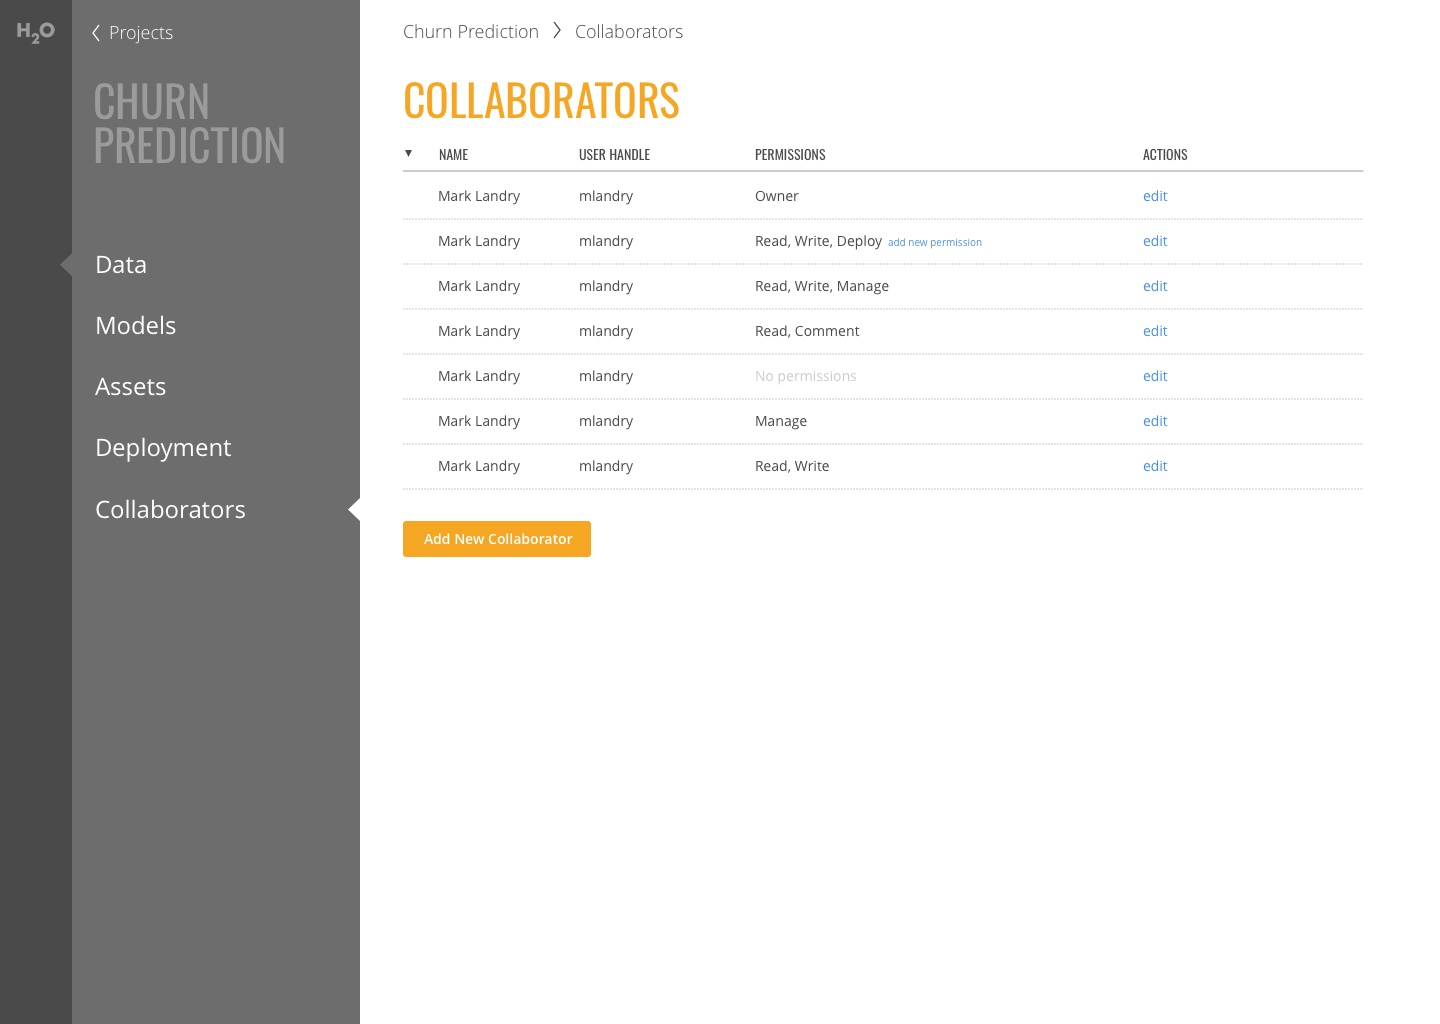 H2O
Projects
CHURN
PREDICTION
Data
Models
Assets
Deployment
Collaborators
Churn Prediction Collaborators
COLLABORATORS
NAME USER HANDLE PERMISSIONS ACTIONS
Mark Landry mlandry Owner edit
Mark Landry mlandry Read, Write, Deploy add new permission edit
Mark Landry mlandry Read, Write, Manage edit
Mark Landry mlandry Read, Comment edit
Mark Landry mlandry No permissions edit
Mark Landry mlandry Manage edit
Mark Landry mlandry Read, Write edit
Add New Collaborator